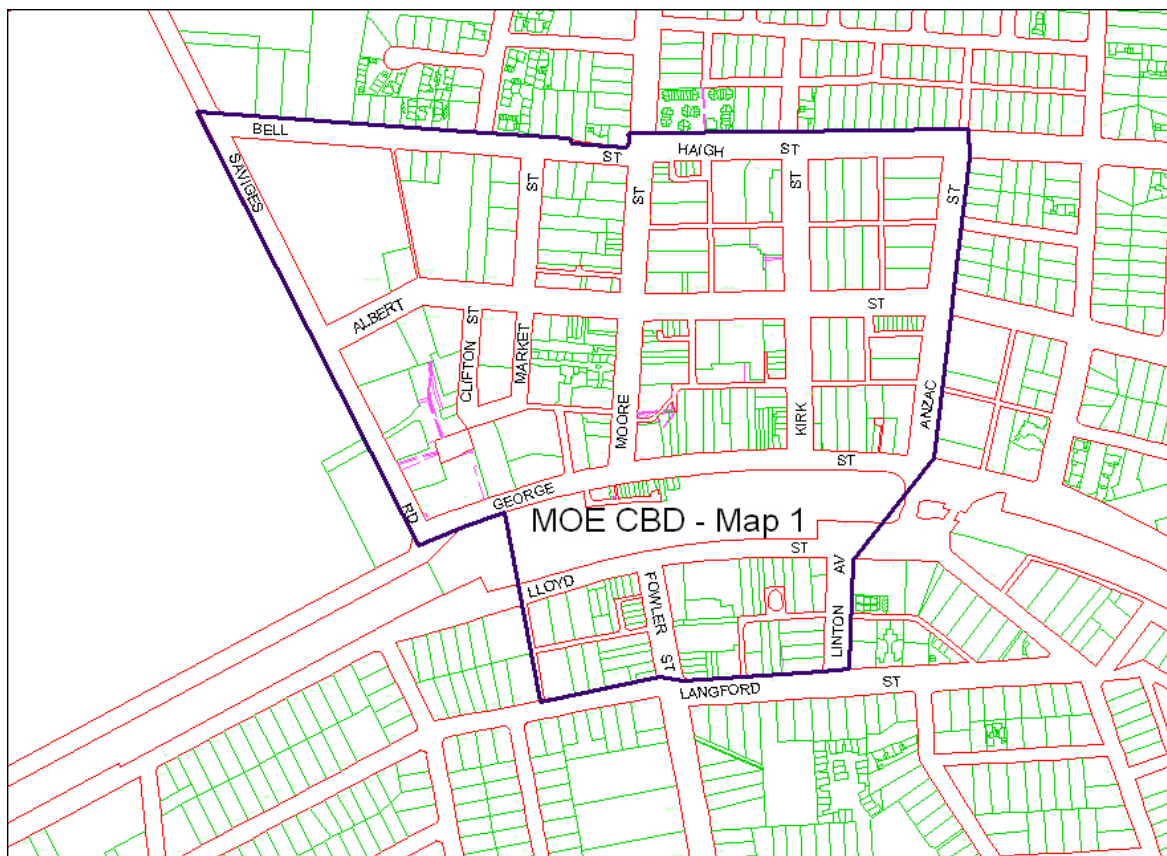 BELL ST
HAIGH ST
SAVIGES RD
ST
ST
ST
ST
ALBERT ST
CLIFTON ST
MARKET
MOORE
KIRK
ANZAC
GEORGE ST
MOE CBD - Map 1
LLOYD ST
FOWLER ST
LINTON AV
LANGFORD ST